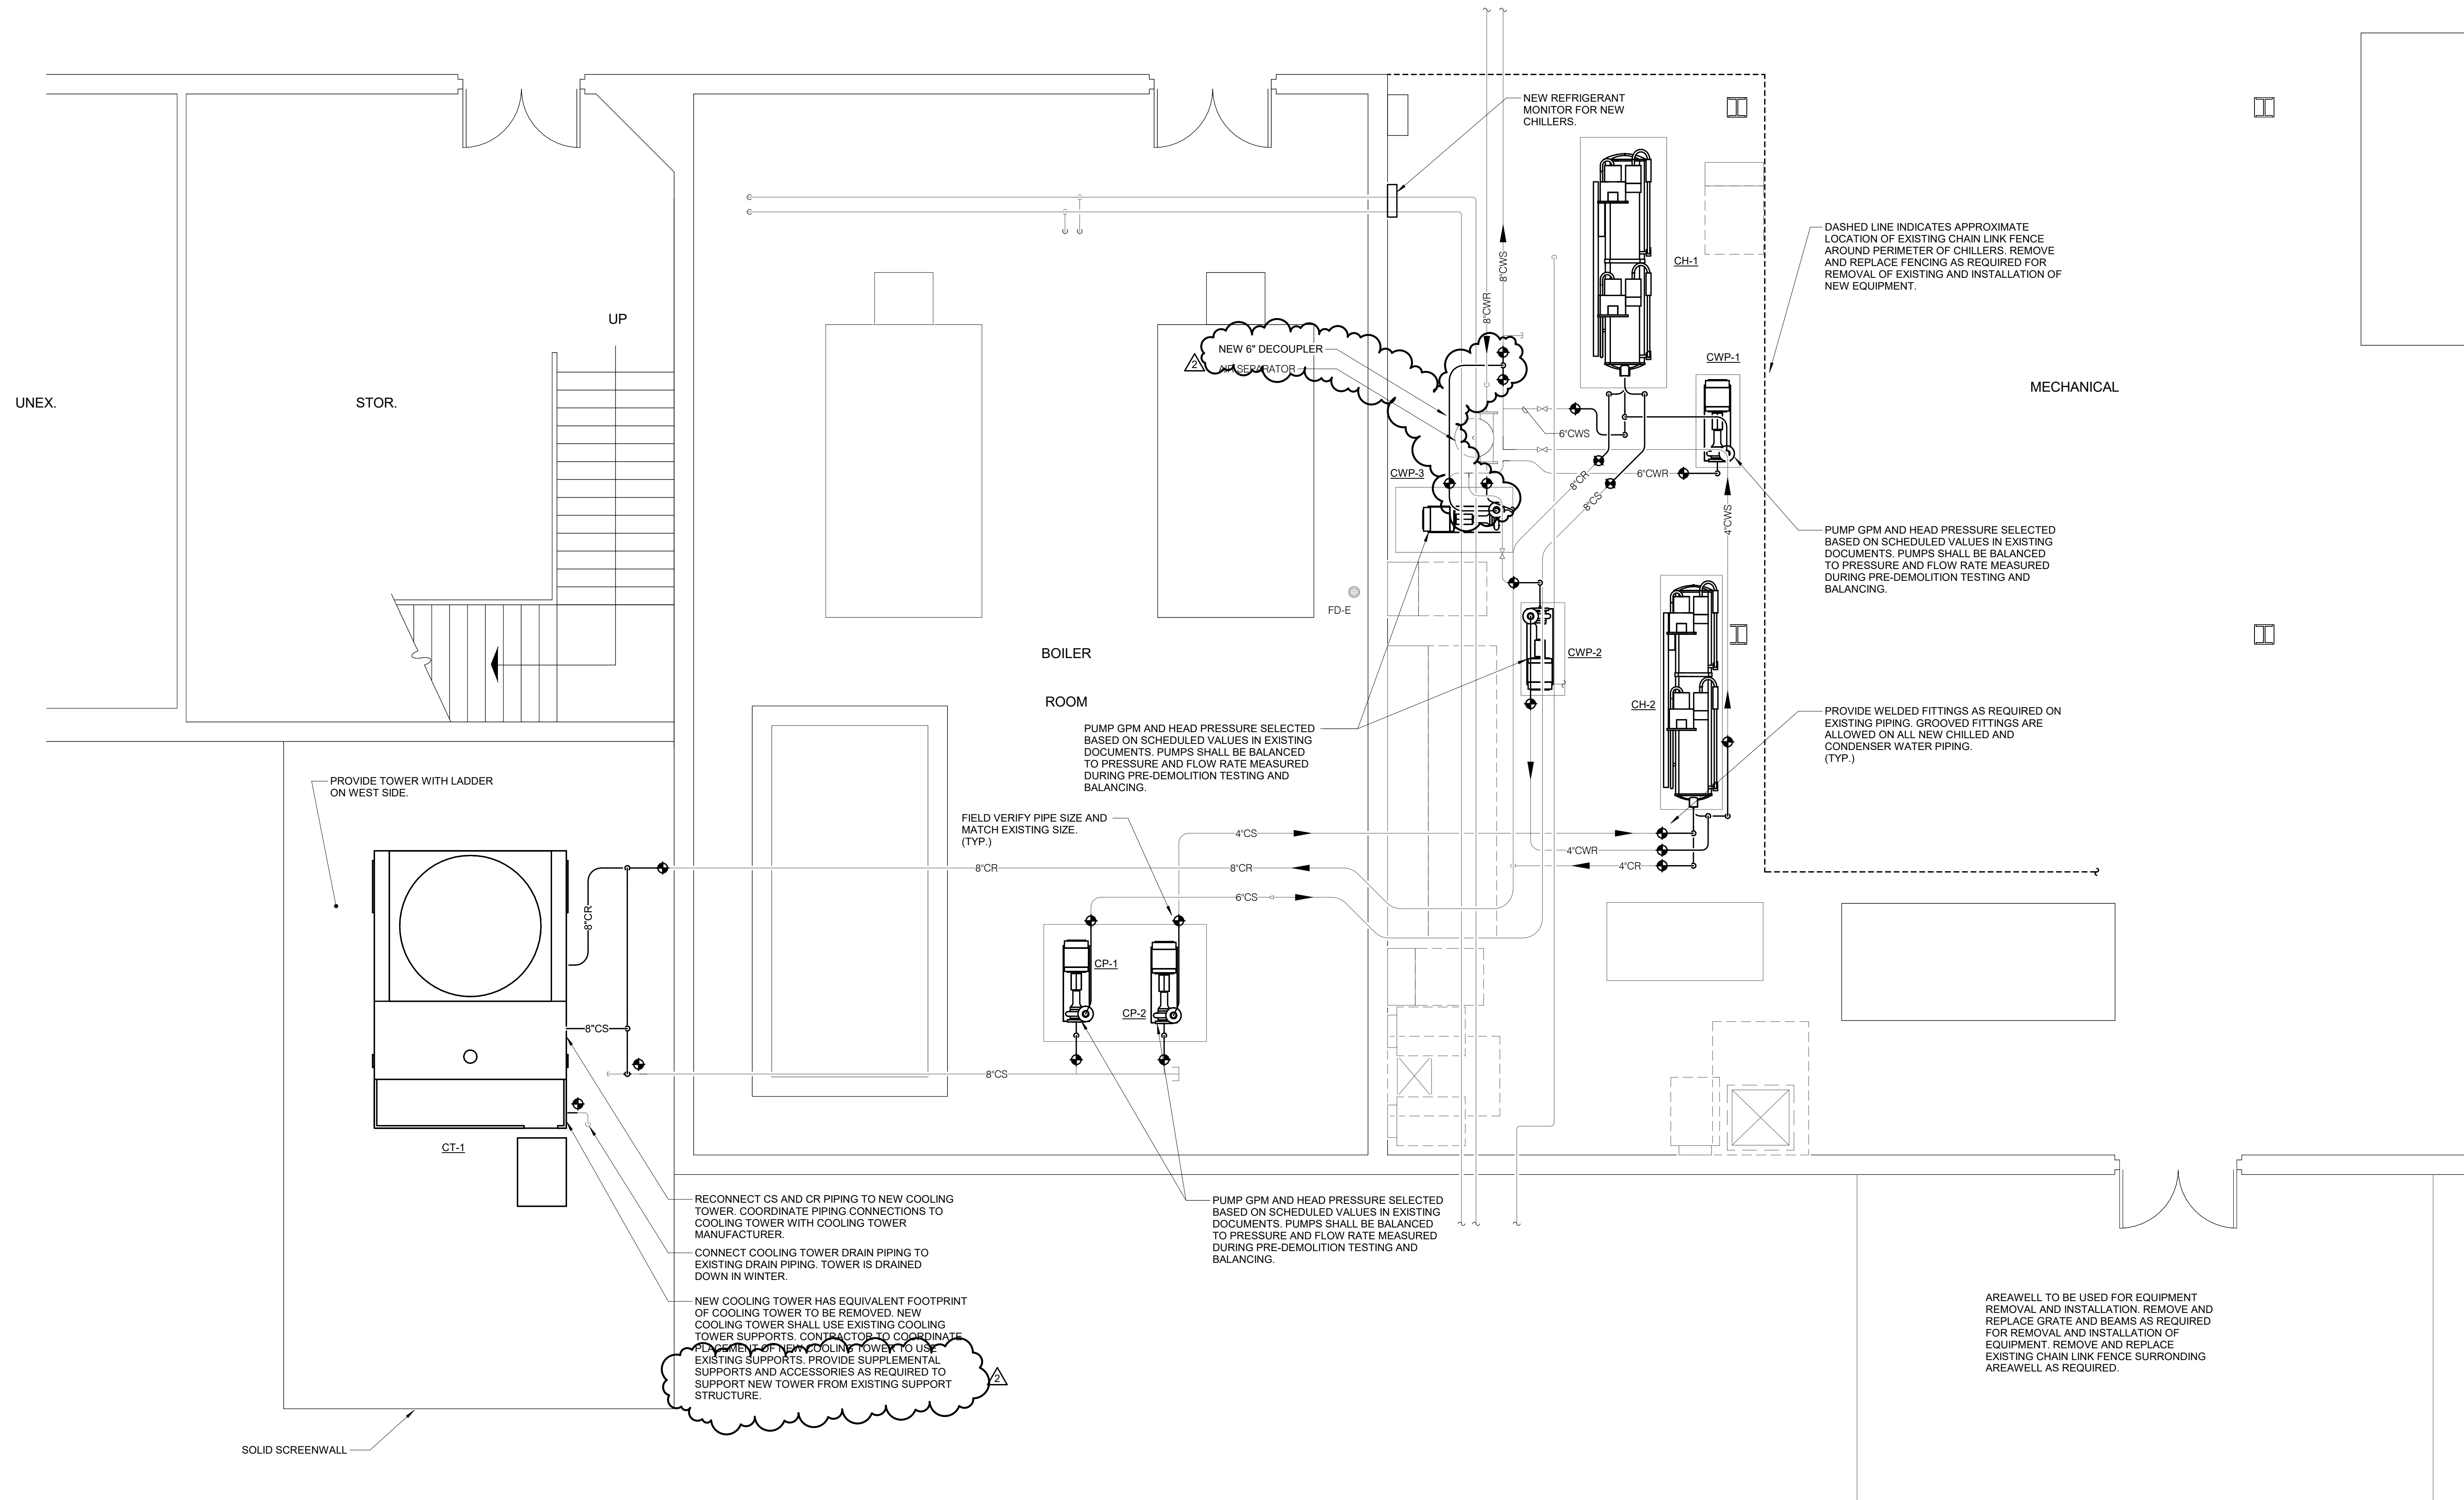 NEW REFRIGERANT
MONITOR FOR NEW
CHILLERS.
DASHED LINE INDICATES APPROXIMATE
LOCATION OF EXISTING CHAIN LINK FENCE
AROUND PERIMETER OF CHILLERS. REMOVE
AND REPLACE FENCING AS REQUIRED FOR
REMOVAL OF EXISTING AND INSTALLATION OF
NEW EQUIPMENT.
8"CWS
8"CWR
CH-1
UP
NEW 6" DECOUPLER
2
AIR SEPARATOR
CWP-1
MECHANICAL
UNEX.
STOR.
6"CWS
CWP-3
8"CR
6"CWR
8"CS
4"CWS
PUMP GPM AND HEAD PRESSURE SELECTED
BASED ON SCHEDULED VALUES IN EXISTING
DOCUMENTS. PUMPS SHALL BE BALANCED
TO PRESSURE AND FLOW RATE MEASURED
DURING PRE-DEMOLITION TESTING AND
BALANCING.
FD-E
BOILER
ROOM
CWP-2
CH-2
PROVIDE WELDED FITTINGS AS REQUIRED ON
EXISTING PIPING. GROOVED FITTINGS ARE
ALLOWED ON ALL NEW CHILLED AND
CONDENSER WATER PIPING.
(TYP.)
PUMP GPM AND HEAD PRESSURE SELECTED
BASED ON SCHEDULED VALUES IN EXISTING
DOCUMENTS. PUMPS SHALL BE BALANCED
TO PRESSURE AND FLOW RATE MEASURED
DURING PRE-DEMOLITION TESTING AND
BALANCING.
PROVIDE TOWER WITH LADDER
ON WEST SIDE.
FIELD VERIFY PIPE SIZE AND
MATCH EXISTING SIZE.
(TYP.)
4"CS
4"CWR
8"CR
8"CR
4"CR
6"CS
8"CR
CP-1
CP-2
8"CS
8"CS
CT-1
RECONNECT CS AND CR PIPING TO NEW COOLING
TOWER. COORDINATE PIPING CONNECTIONS TO
COOLING TOWER WITH COOLING TOWER
MANUFACTURER.
CONNECT COOLING TOWER DRAIN PIPING TO
EXISTING DRAIN PIPING. TOWER IS DRAINED
DOWN IN WINTER.
NEW COOLING TOWER HAS EQUIVALENT FOOTPRINT
OF COOLING TOWER TO BE REMOVED. NEW
COOLING TOWER SHALL USE EXISTING COOLING
TOWER SUPPORTS. CONTRACTOR TO COORDINATE
PLACEMENT OF NEW COOLING TOWER TO USE
EXISTING SUPPORTS. PROVIDE SUPPLEMENTAL
SUPPORTS AND ACCESSORIES AS REQUIRED TO
SUPPORT NEW TOWER FROM EXISTING SUPPORT
STRUCTURE.
2
PUMP GPM AND HEAD PRESSURE SELECTED
BASED ON SCHEDULED VALUES IN EXISTING
DOCUMENTS. PUMPS SHALL BE BALANCED
TO PRESSURE AND FLOW RATE MEASURED
DURING PRE-DEMOLITION TESTING AND
BALANCING.
AREAWELL TO BE USED FOR EQUIPMENT
REMOVAL AND INSTALLATION. REMOVE AND
REPLACE GRATE AND BEAMS AS REQUIRED
FOR REMOVAL AND INSTALLATION OF
EQUIPMENT. REMOVE AND REPLACE
EXISTING CHAIN LINK FENCE SURRONDING
AREAWELL AS REQUIRED.
SOLID SCREENWALL